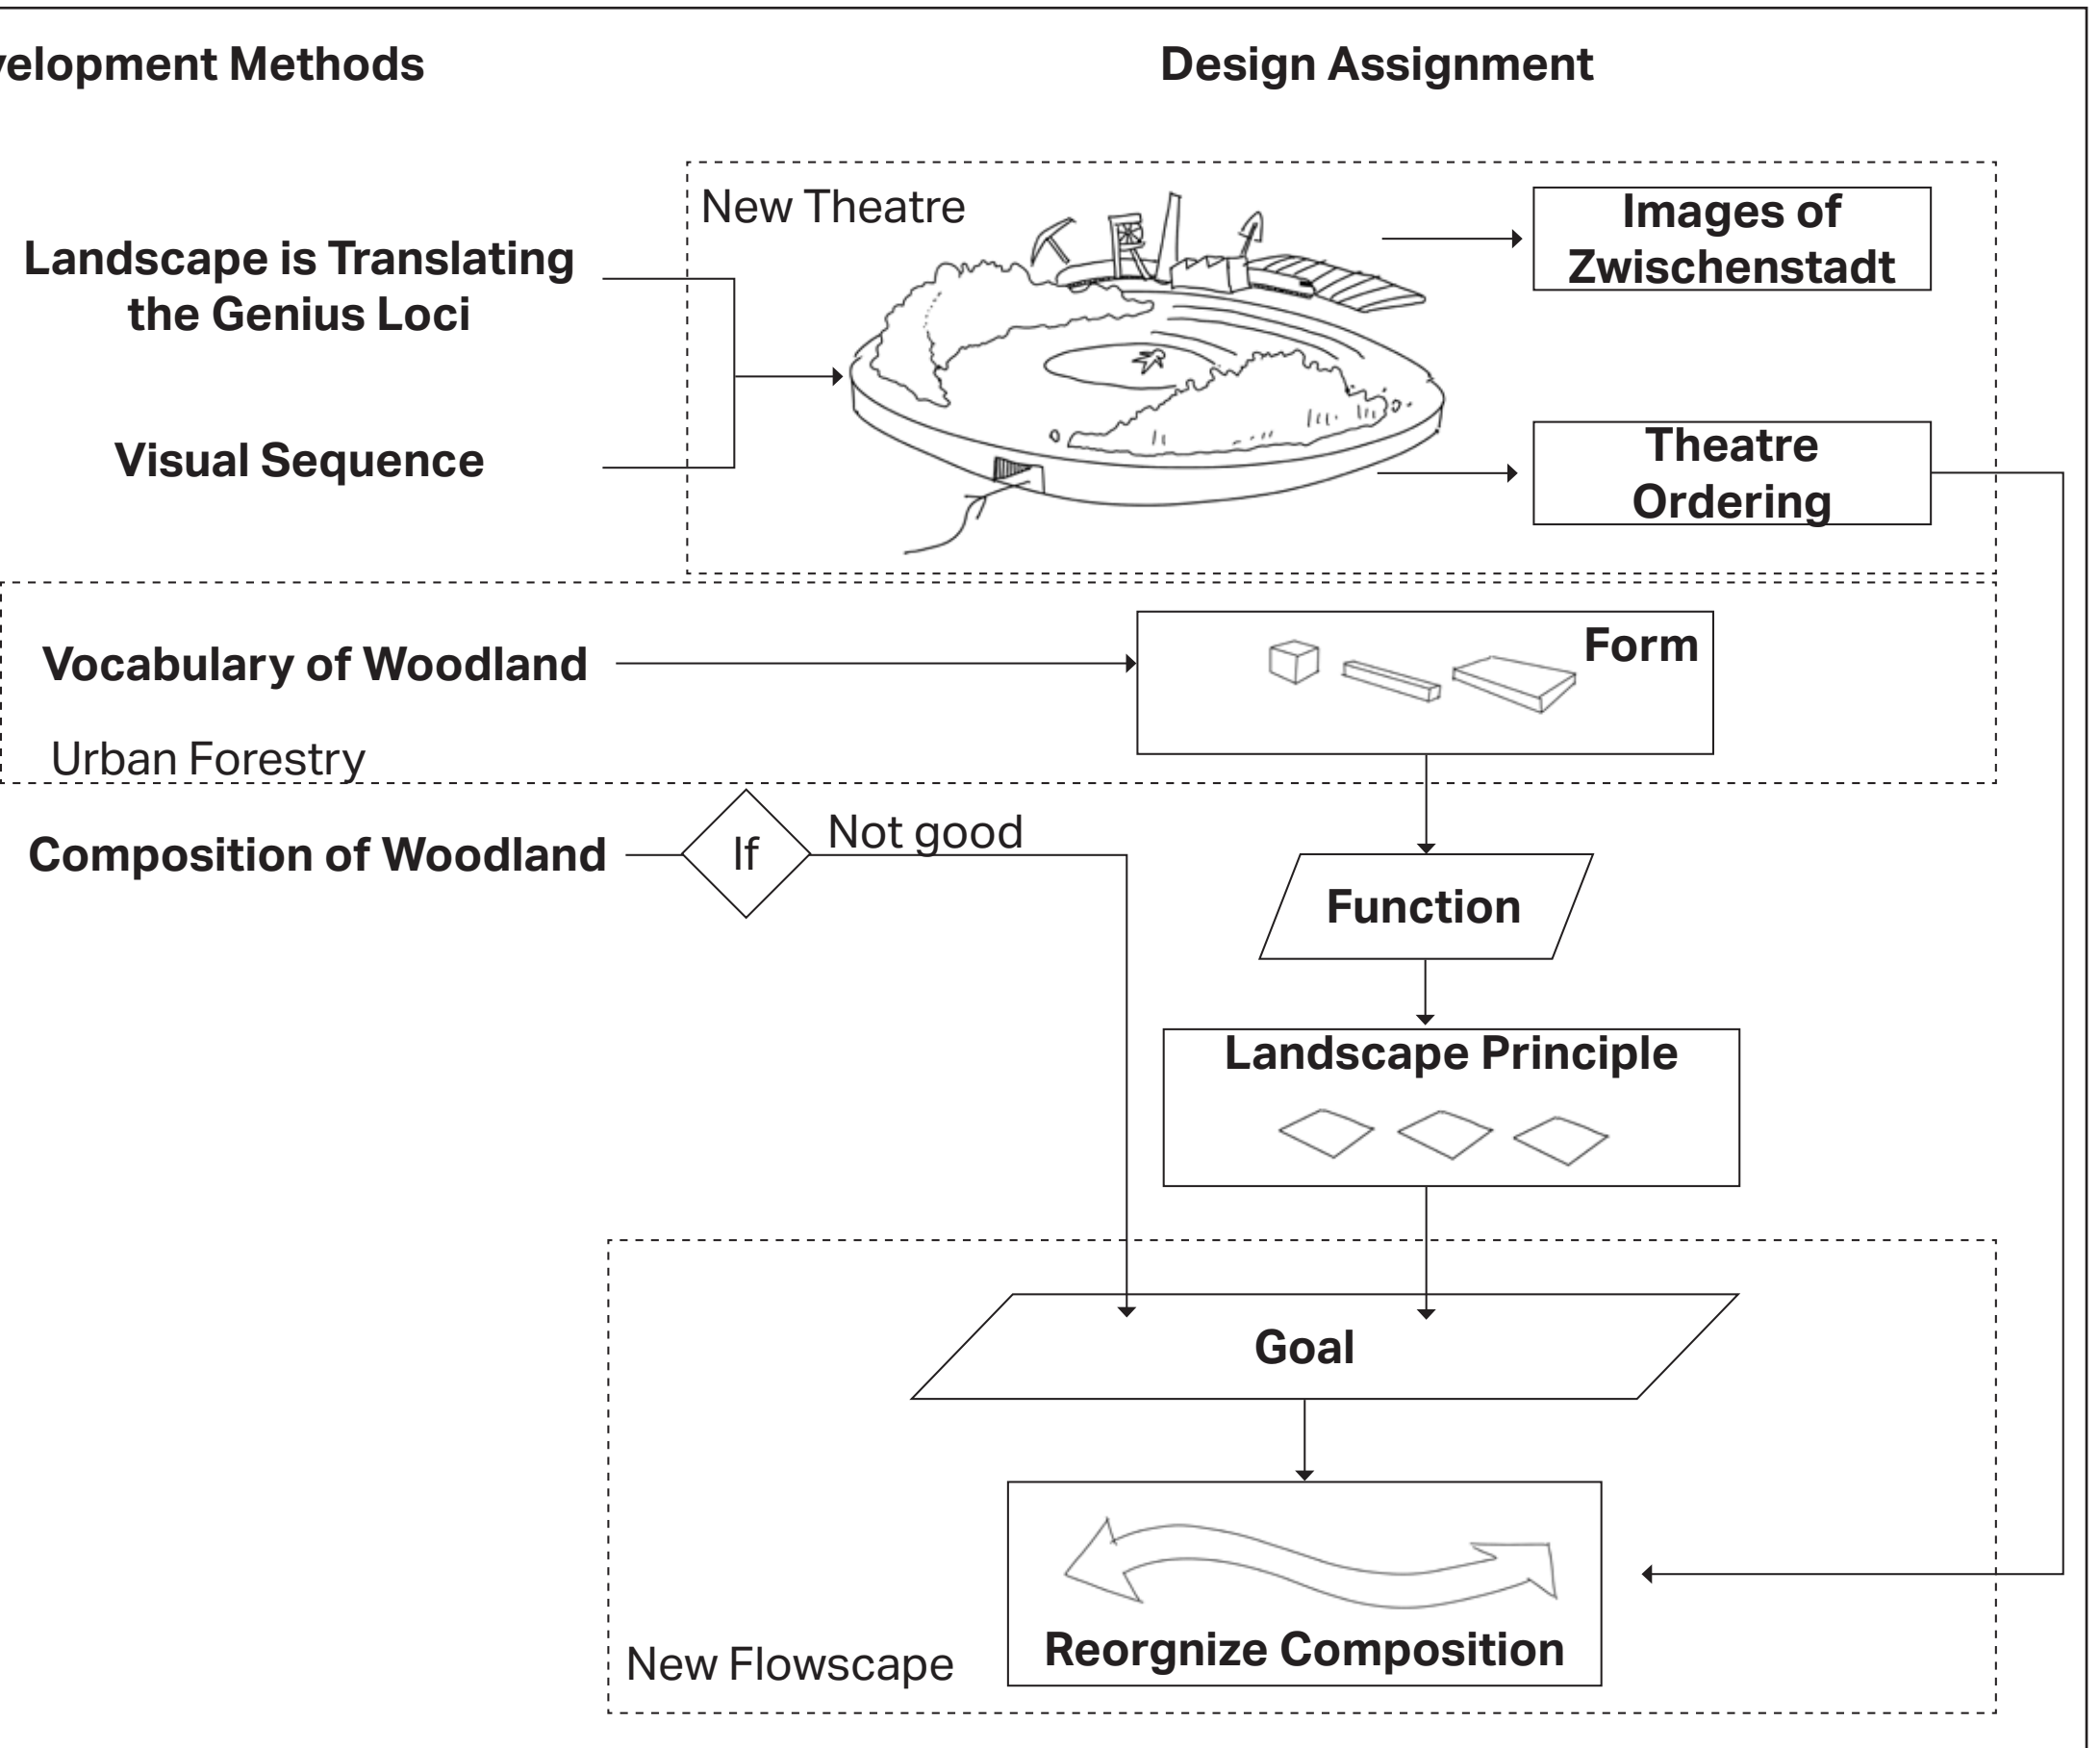 velopment Methods
Design Assignment
New Theatre
Images of
Zwischenstadt
Landscape is Translating
the Genius Loci
Visual Sequence
Theatre
Ordering
Vocabulary of Woodland
Form
Urban Forestry
Composition of Woodland
If
Not good
Function
Landscape Principle
Goal
Reorgnize Composition
New Flowscape